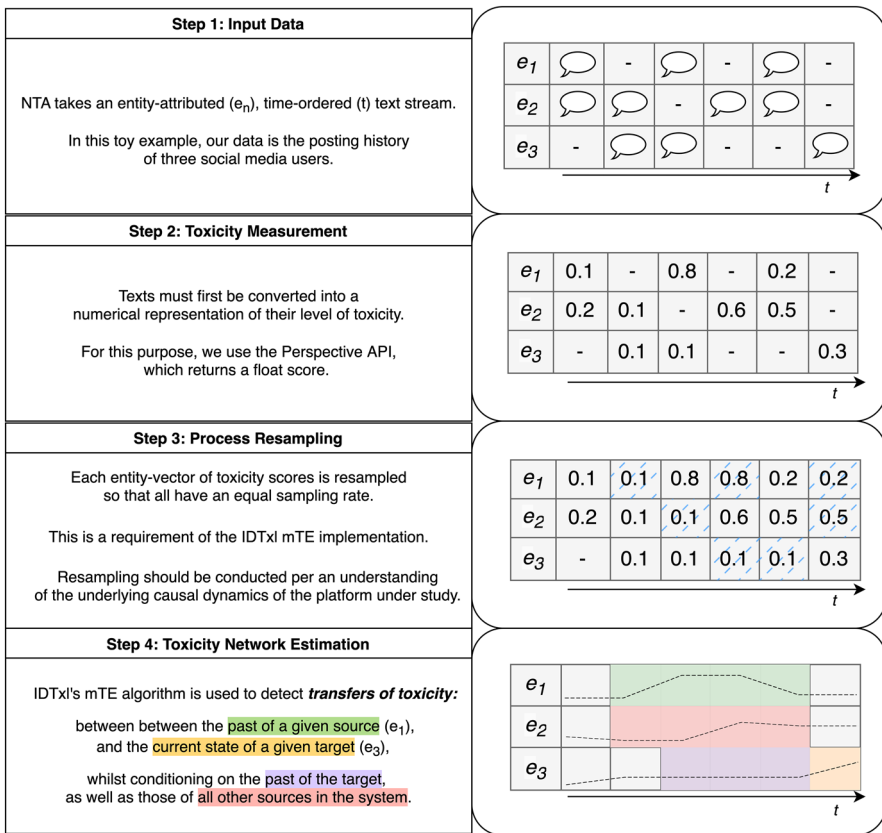 Step 1: Input Data
NTA takes an entity-attributed (en), time-ordered (t) text stream.
In this toy example, our data is the posting history
of three social media users.
e1 - - -
e2 - -
e3 - - -
t
Step 2: Toxicity Measurement
Texts must first be converted into a
numerical representation of their level of toxicity.
For this purpose, we use the Perspective API,
which returns a float score.
e1 0.1 - 0.8 - 0.2 -
e2 0.2 0.1 - 0.6 0.5 -
e3 - 0.1 0.1 - - 0.3
t
Step 3: Process Resampling
Each entity-vector of toxicity scores is resampled
so that all have an equal sampling rate.
This is a requirement of the IDTxl mTE implementation.
Resampling should be conducted per an understanding
of the underlying causal dynamics of the platform under study.
e1 0.1 0.1 0.8 0.8 0.2 0.2
e2 0.2 0.1 0.1 0.6 0.5 0.5
e3 - 0.1 0.1 0.1 0.1 0.3
t
Step 4: Toxicity Network Estimation
IDTxl's mTE algorithm is used to detect transfers of toxicity:
between between the past of a given source (e1),
and the current state of a given target (e3),
whilst conditioning on the past of the target,
as well as those of all other sources in the system.
e1
e2
e3
t